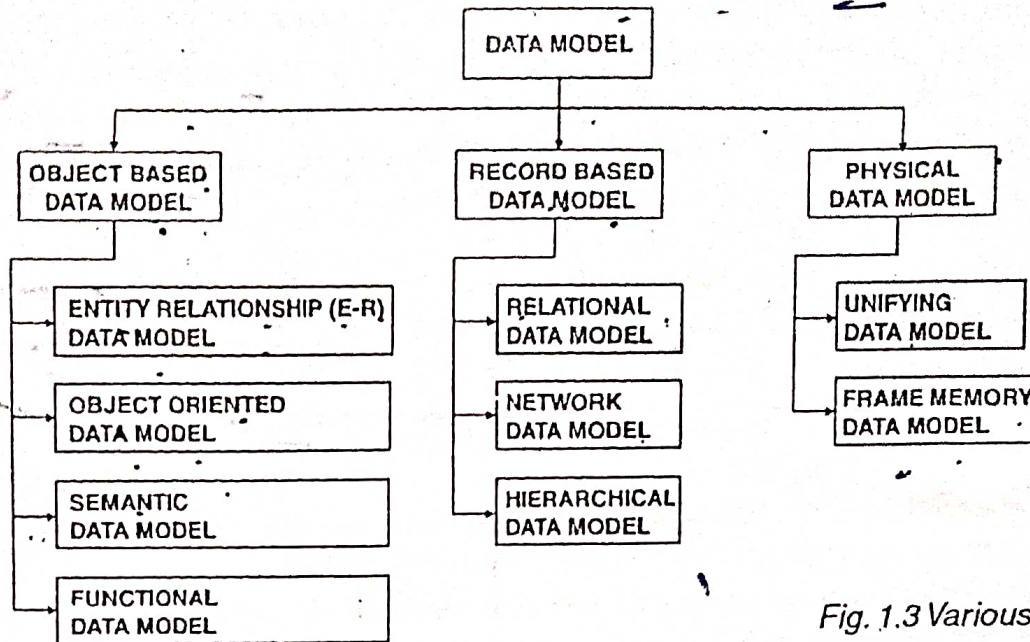 DATA MODEL
OBJECT BASED
DATA MODEL
RECORD BASED
DATA MODEL
PHYSICAL
DATA MODEL
ENTITY RELATIONSHIP (E-R)
DATA MODEL
OBJECT ORIENTED
DATA MODEL
SEMANTIC
DATA MODEL
FUNCTIONAL
DATA MODEL
RELATIONAL
DATA MODEL
NETWORK
DATA MODEL
HIERARCHICAL
DATA MODEL
UNIFYING
DATA MODEL
FRAME MEMORY
DATA MODEL
Fig. 1.3 Various